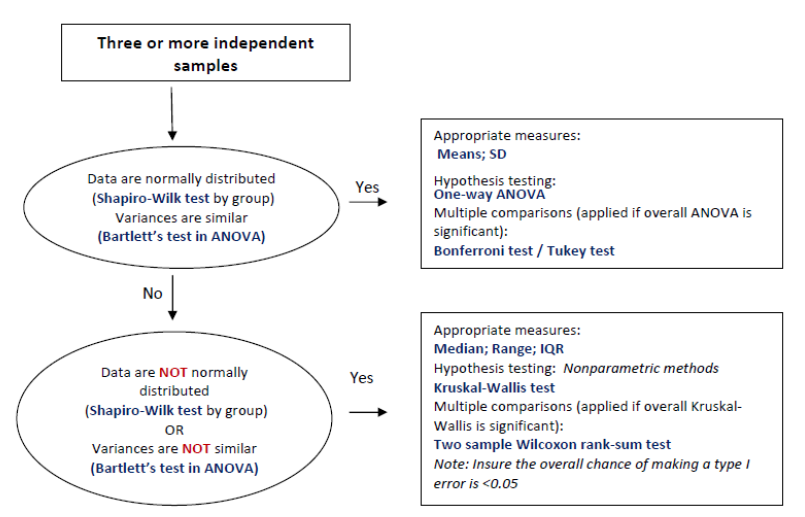 Three or more independent
samples
Data are normally distributed
(Shapiro-Wilk test by group)
Variances are similar
(Bartlett’s test in ANOVA)
Yes
Appropriate measures:
Means; SD
Hypothesis testing:
One-way ANOVA
Multiple comparisons (applied if overall ANOVA is
significant):
Bonferroni test / Tukey test
No
Data are NOT normally
distributed
(Shapiro-Wilk test by group)
OR
Variances are NOT similar
(Bartlett’s test in ANOVA)
Yes
Appropriate measures:
Median; Range; IQR
Hypothesis testing: Nonparametric methods
Kruskal-Wallis test
Multiple comparisons (applied if overall Kruskal-
Wallis is significant):
Two sample Wilcoxon rank-sum test
Note: Insure the overall chance of making a type I
error is <0.05